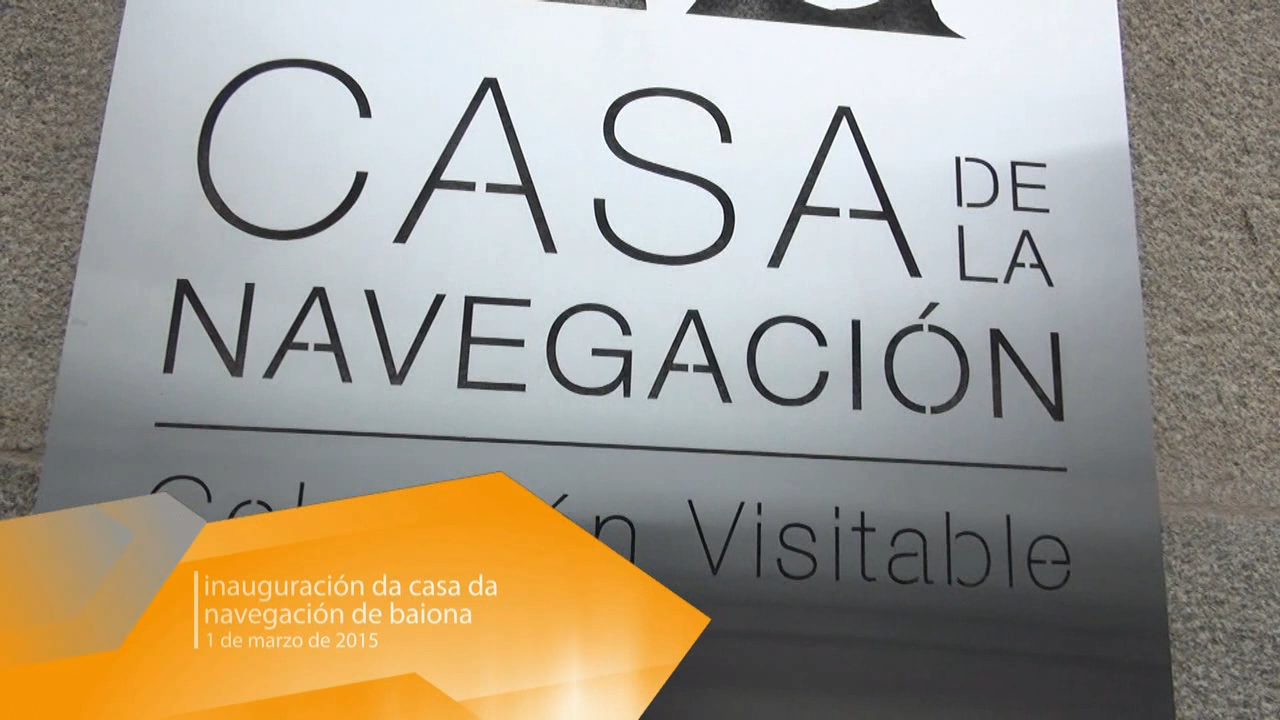 CASA DE
LA
NAVEGACIÓN
Visitable
inauguración da casa da
navegación de baiona
1 de marzo de 2015